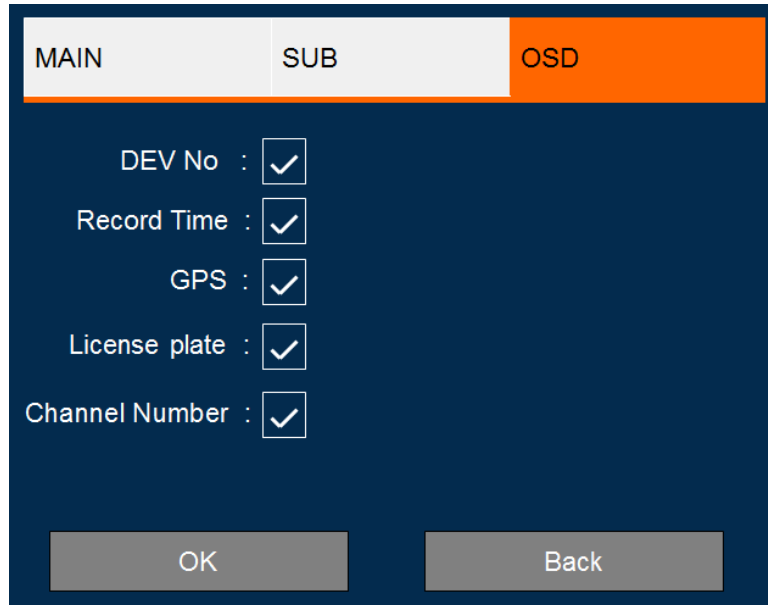 MAIN SUB OSD
DEV No :
Record Time :
GPS :
License plate :
Channel Number :
OK Back